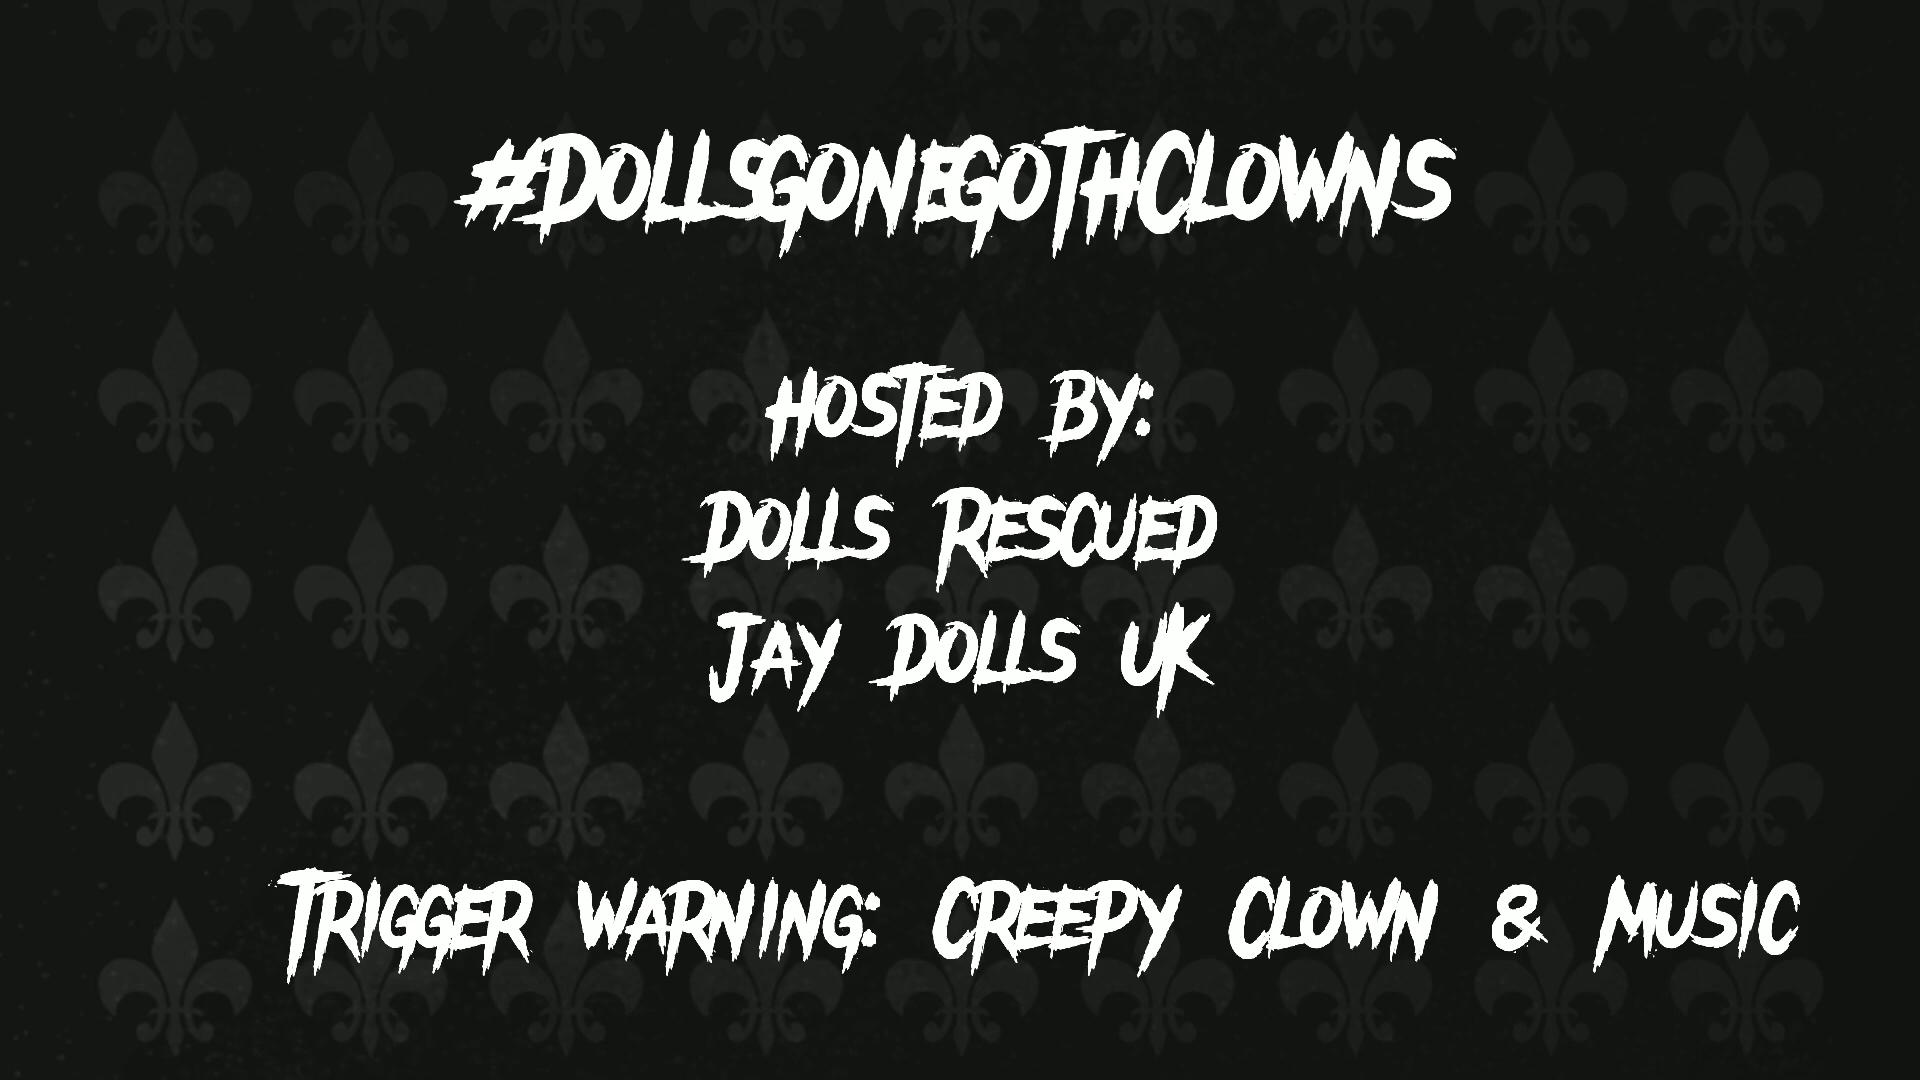 #DollsGoneGothClowns
Hosted By:
Dolls Rescued
Jay Dolls UK
Trigger warning: Creepy Clown & Music